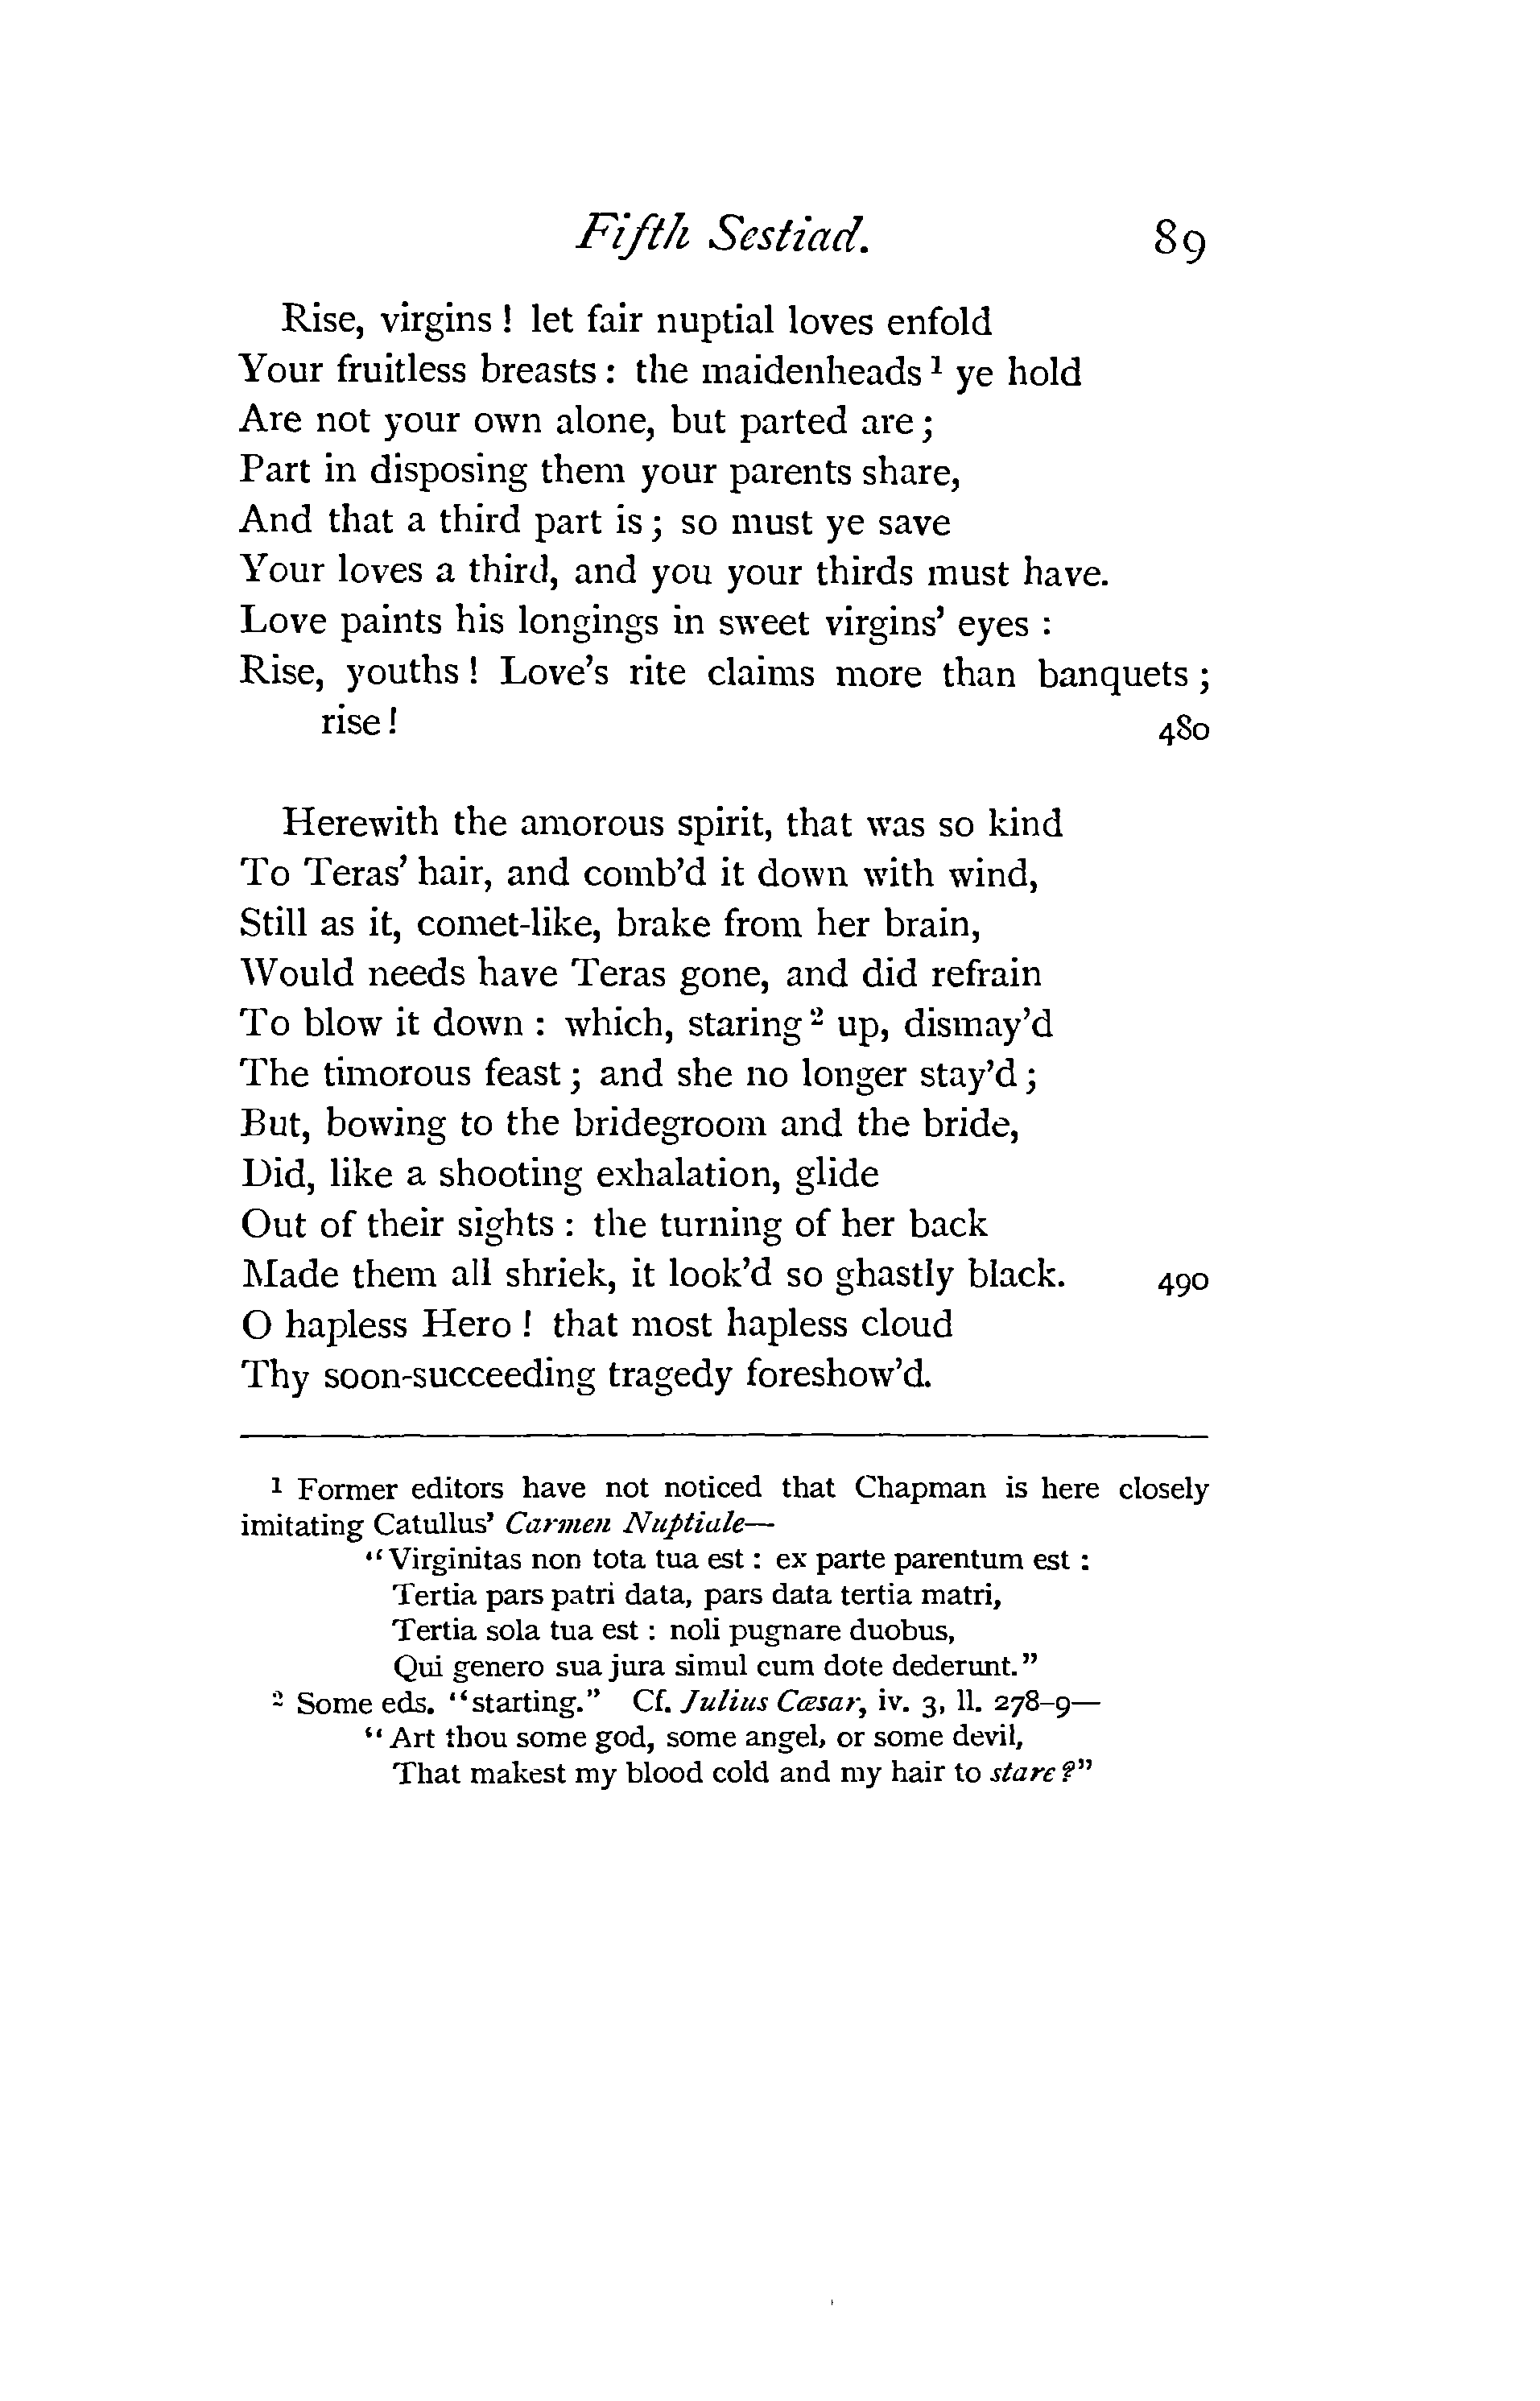 Fifth Sestiad. 89
Rise, virgins ! let fair nuptial loves enfold
Your fruitless breasts : the maidenheads ¹ ye hold
Are not your own alone, but parted are ;
Part in disposing them your parents share,
And that a third part is ; so must ye save
Your loves a third, and you your thirds must have.
Love paints his longings in sweet virgins’ eyes :
Rise, youths ! Love’s rite claims more than banquets ;
rise ! 480
Herewith the amorous spirit, that was so kind
To Teras’ hair, and comb’d it down with wind,
Still as it, comet-like, brake from her brain,
Would needs have Teras gone, and did refrain
To blow it down : which, staring ² up, dismay’d
The timorous feast ; and she no longer stay’d ;
But, bowing to the bridegroom and the bride,
Did, like a shooting exhalation, glide
Out of their sights : the turning of her back
Made them all shriek, it look’d so ghastly black. 490
O hapless Hero ! that most hapless cloud
Thy soon-succeeding tragedy foreshow’d.
¹ Former editors have not noticed that Chapman is here closely
imitating Catullus’ Carmen Nuptiale—
“Virginitas non tota tua est : ex parte parentum est :
Tertia pars patri data, pars data tertia matri,
Tertia sola tua est : noli pugnare duobus,
Qui genero sua jura simul cum dote dederunt.”
² Some eds. “starting.” Cf. Julius Cæsar, iv. 3, ll. 278–9—
“Art thou some god, some angel, or some devil,
That makest my blood cold and my hair to stare ?”